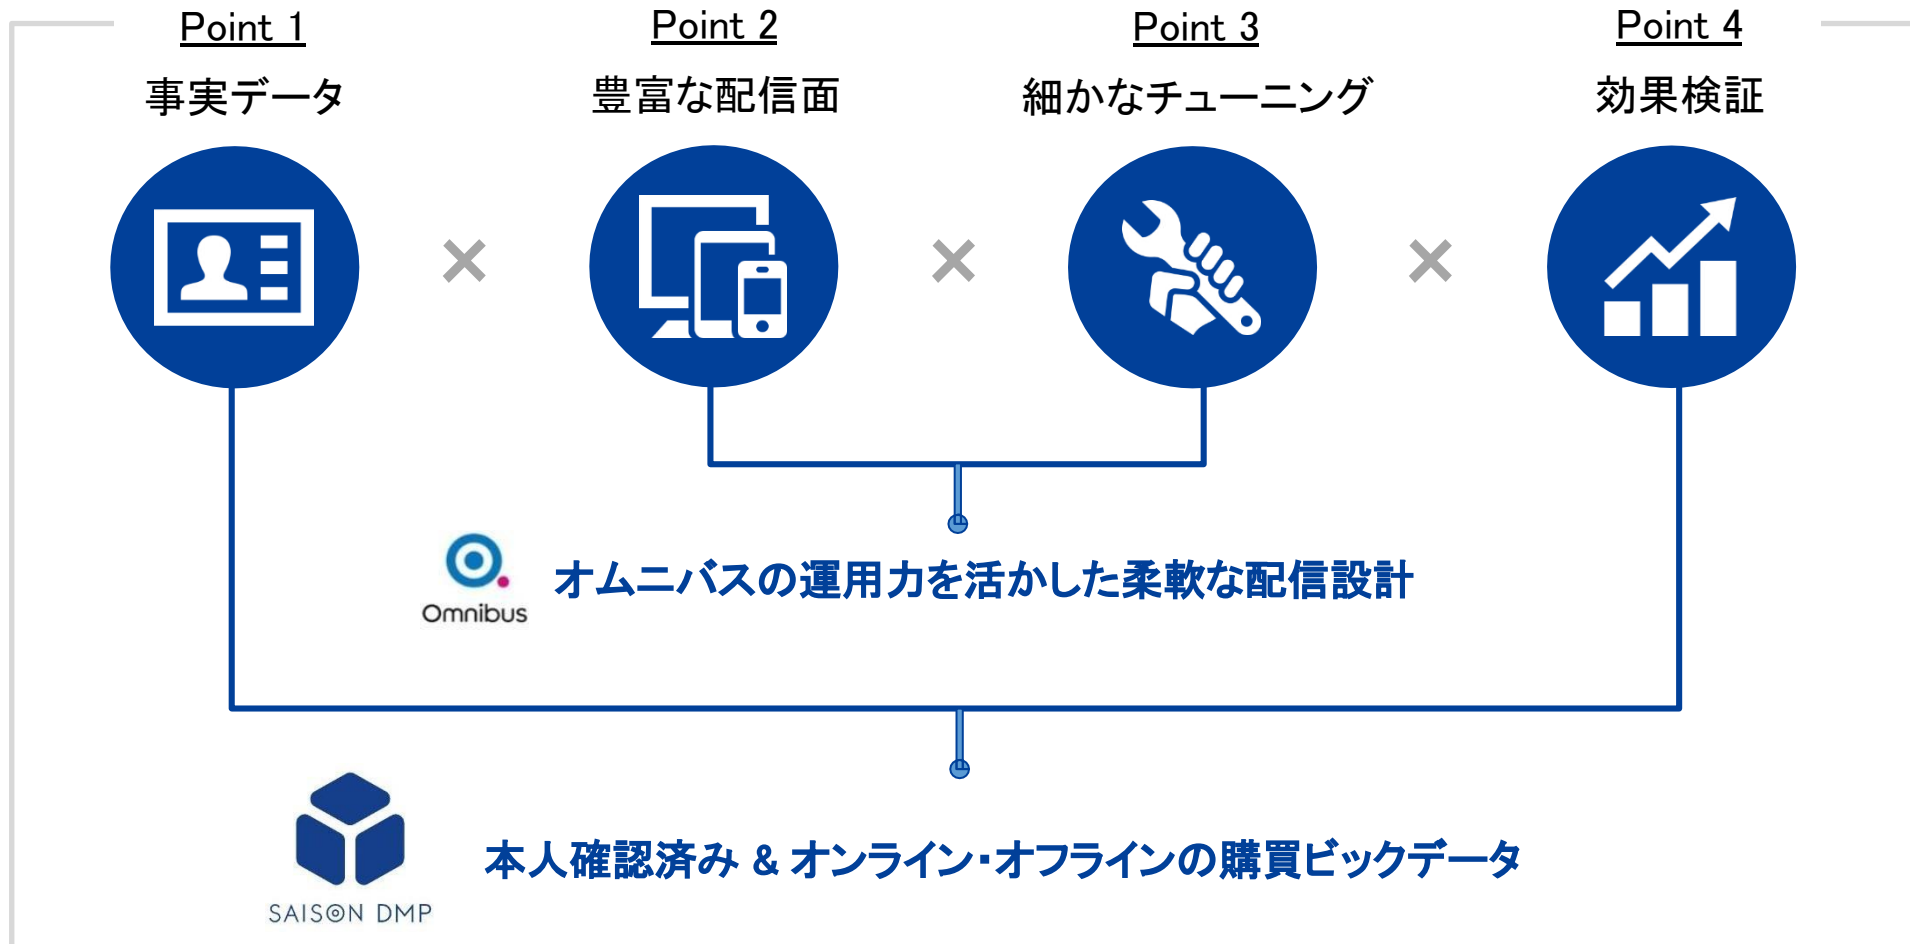 Point 1
Point 2
Point 3
Point 4
事実データ
豊富な配信面
細かなチューニング
効果検証
Omnibus
オムニバスの運用力を活かした柔軟な配信設計
本人確認済み & オンライン・オフラインの購買ビックデータ
SAISON DMP